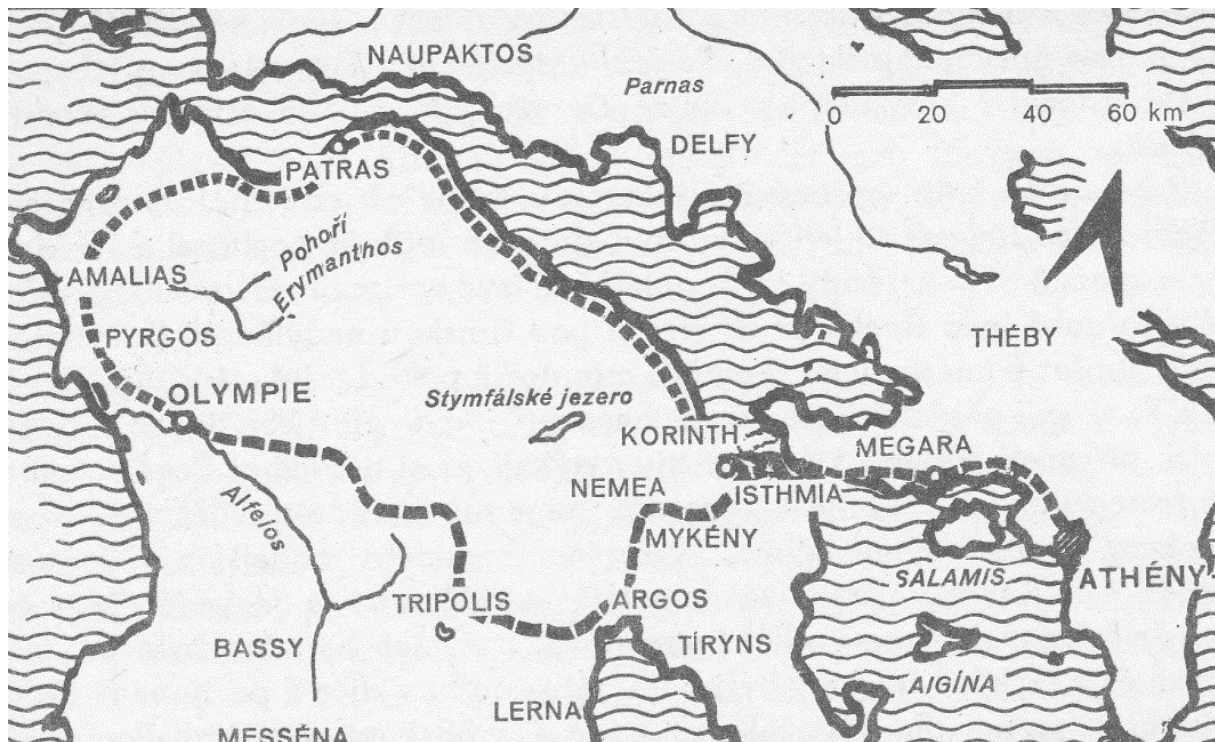 NAUPAKTOS
Parnas
0 20 40 60 km
DELFY
PATRAS
Pohoří
Erymanthos
AMALIAS
PYRGOS
THÉBY
OLYMPIE
Stymfálské jezero
KORINTH
MEGARA
NEMEA
ISTHMIA
Alfelos
MYKÉNY
SALAMIS
ATHÉNY
TRIPOLIS
ARGOS
BASSY
TÍRYNS
AIGÍNA
LERNA
MESSÉNA